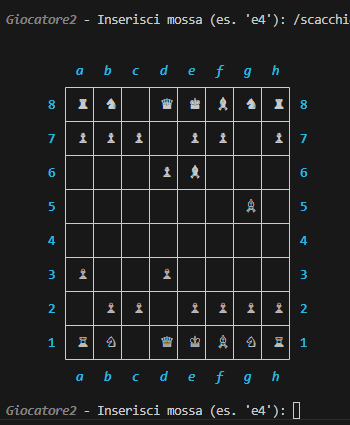 Giocatore2 - Inserisci mossa (es. 'e4'): /scacchi
a b c d e f g h
8 8
7 7
6 6
5 5
4 4
3 3
2 2
1 1
a b c d e f g h
Giocatore2 - Inserisci mossa (es. 'e4'):